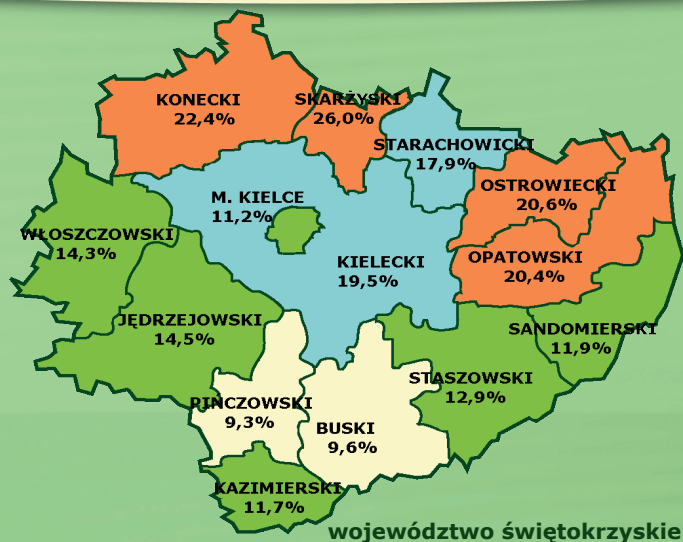 KONECKI
22,4%
SKARŻYSKI
26,0%
STARACHOWICKI
17,9%
M. KIELCE
11,2%
OSTROWIECKI
20,6%
WŁOSZCZOWSKI
14,3%
KIELECKI
19,5%
OPATOWSKI
20,4%
JĘDRZEJOWSKI
14,5%
SANDOMIERSKI
11,9%
STASZOWSKI
12,9%
PIŃCZOWSKI
9,3%
BUSKI
9,6%
KAZIMIERSKI
11,7%
województwo świętokrzyskie